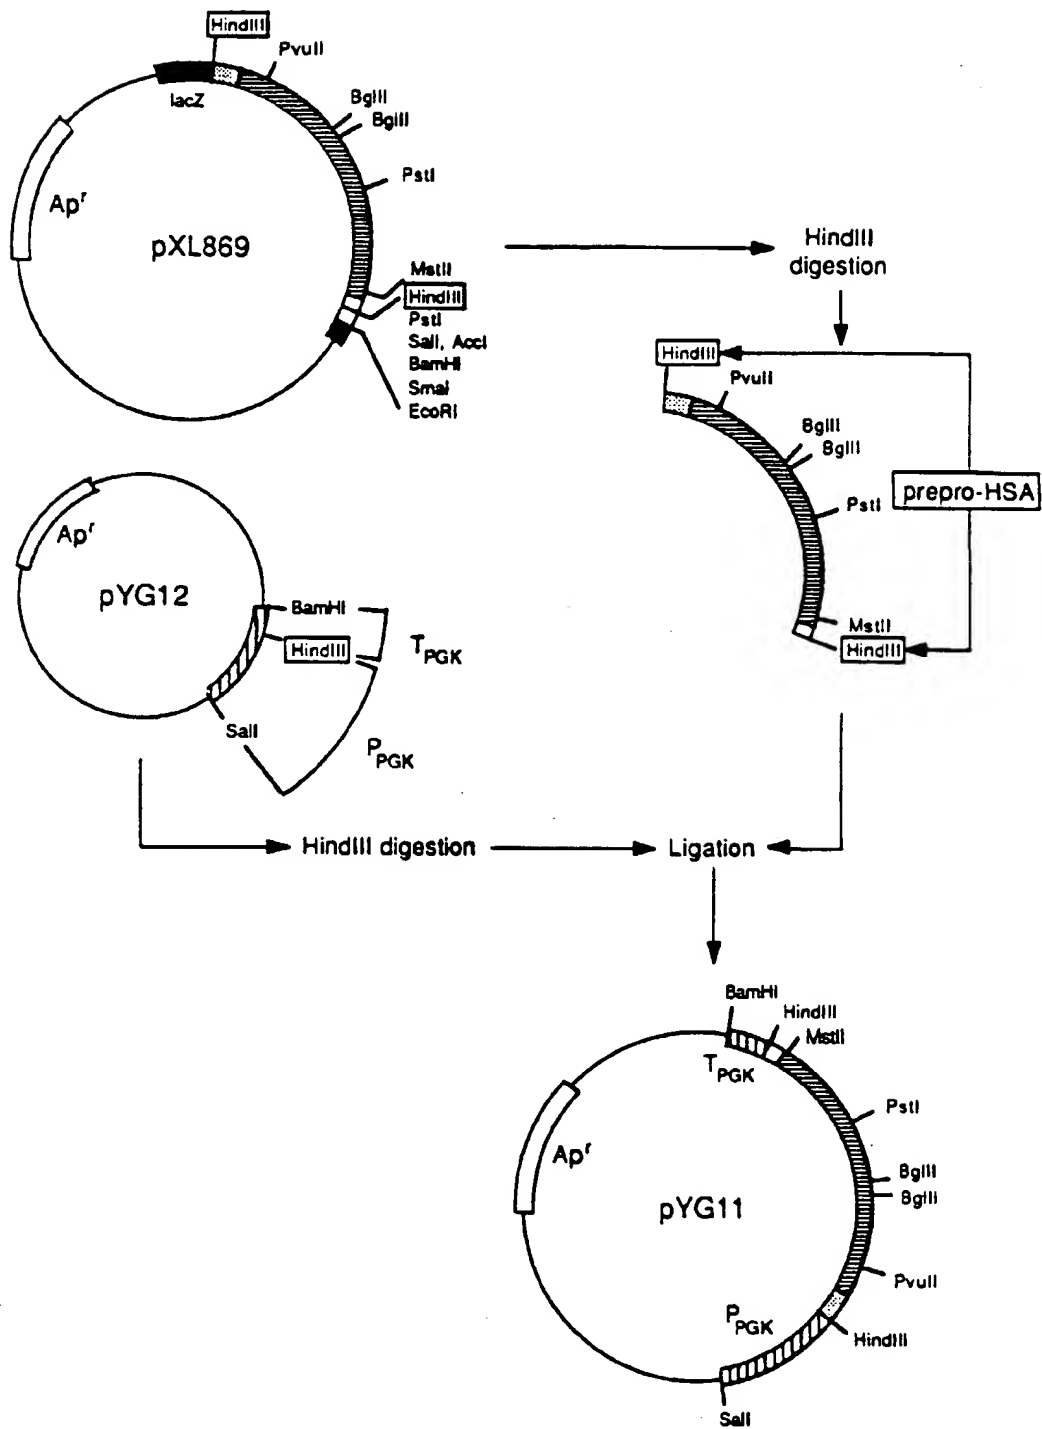 HindIII
PvuII
lacZ
BglII
BglII
PstI
Ap^r
pXL869
MstII
HindIII
PstI
SalI, AccI
BamHI
SmaI
EcoRI
HindIII
digestion
HindIII
PvuII
BglII
BglII
prepro-HSA
PstI
MstII
HindIII
Ap^r
pYG12
BamHI
HindIII
T_PGK
SalI
P_PGK
HindIII digestion
Ligation
BamHI
HindIII
MstII
T_PGK
PstI
Ap^r
BglII
BglII
pYG11
PvuII
P_PGK
HindIII
SalI